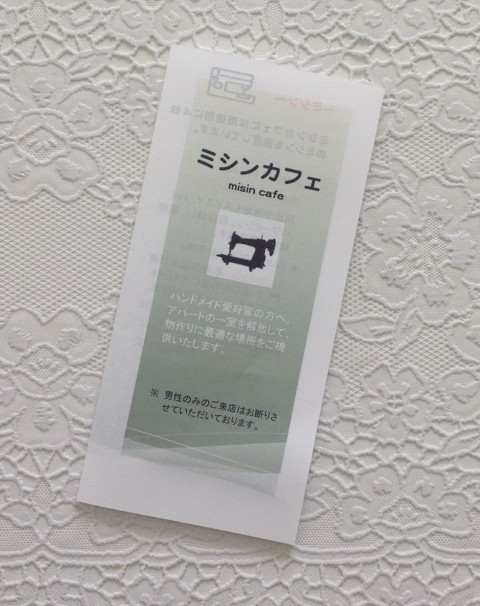 ミシンカフェ
misin cafe
ハンドメイド愛好家の方へ、
アパートの一室を解放して、
物作りに最適な場所をご提
供いたします。
※ 男性のみのご来店はお断りさ
せていただいております。